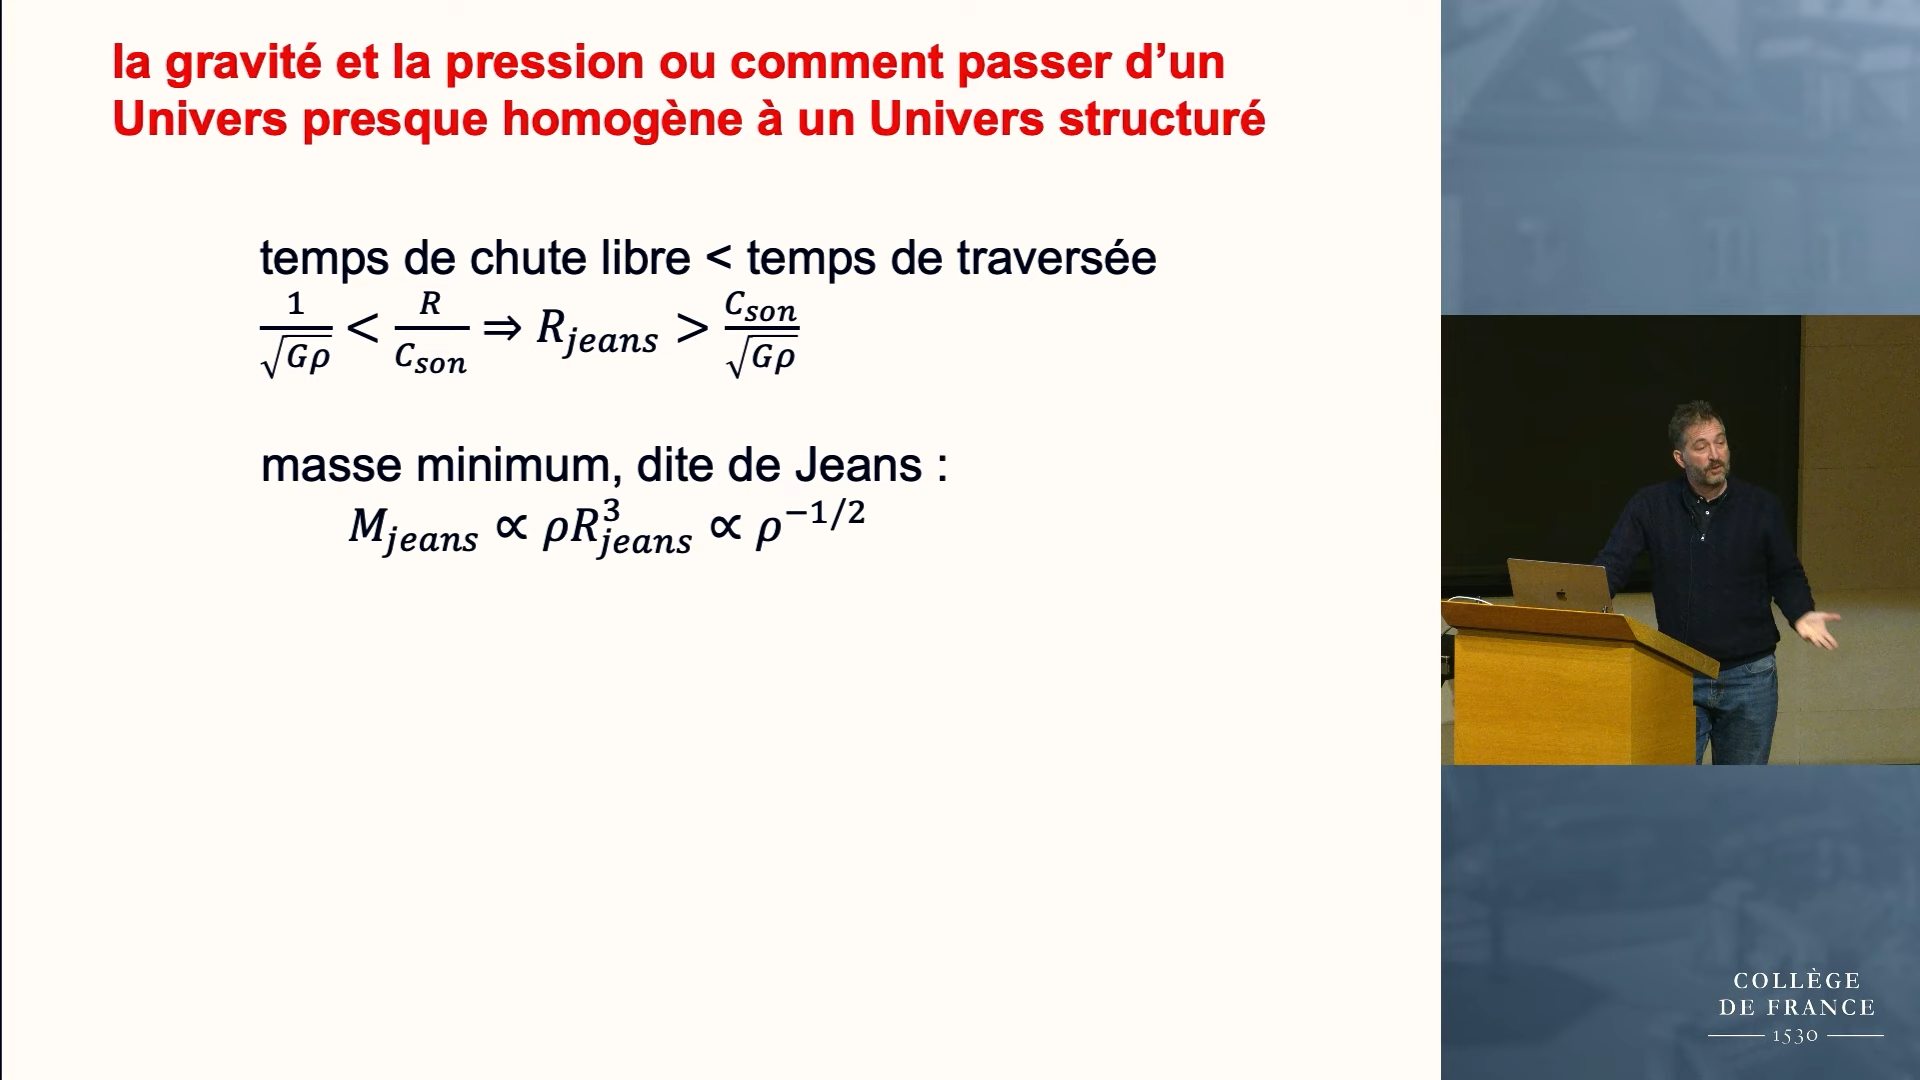 la gravité et la pression ou comment passer d’un
Univers presque homogène à un Univers structuré
temps de chute libre < temps de traversée
1/√Gρ < R/C_son ⇒ R_jeans > C_son/√Gρ
masse minimum, dite de Jeans :
M_jeans ∝ ρR³_jeans ∝ ρ^−1/2
COLLÈGE
DE FRANCE
1530